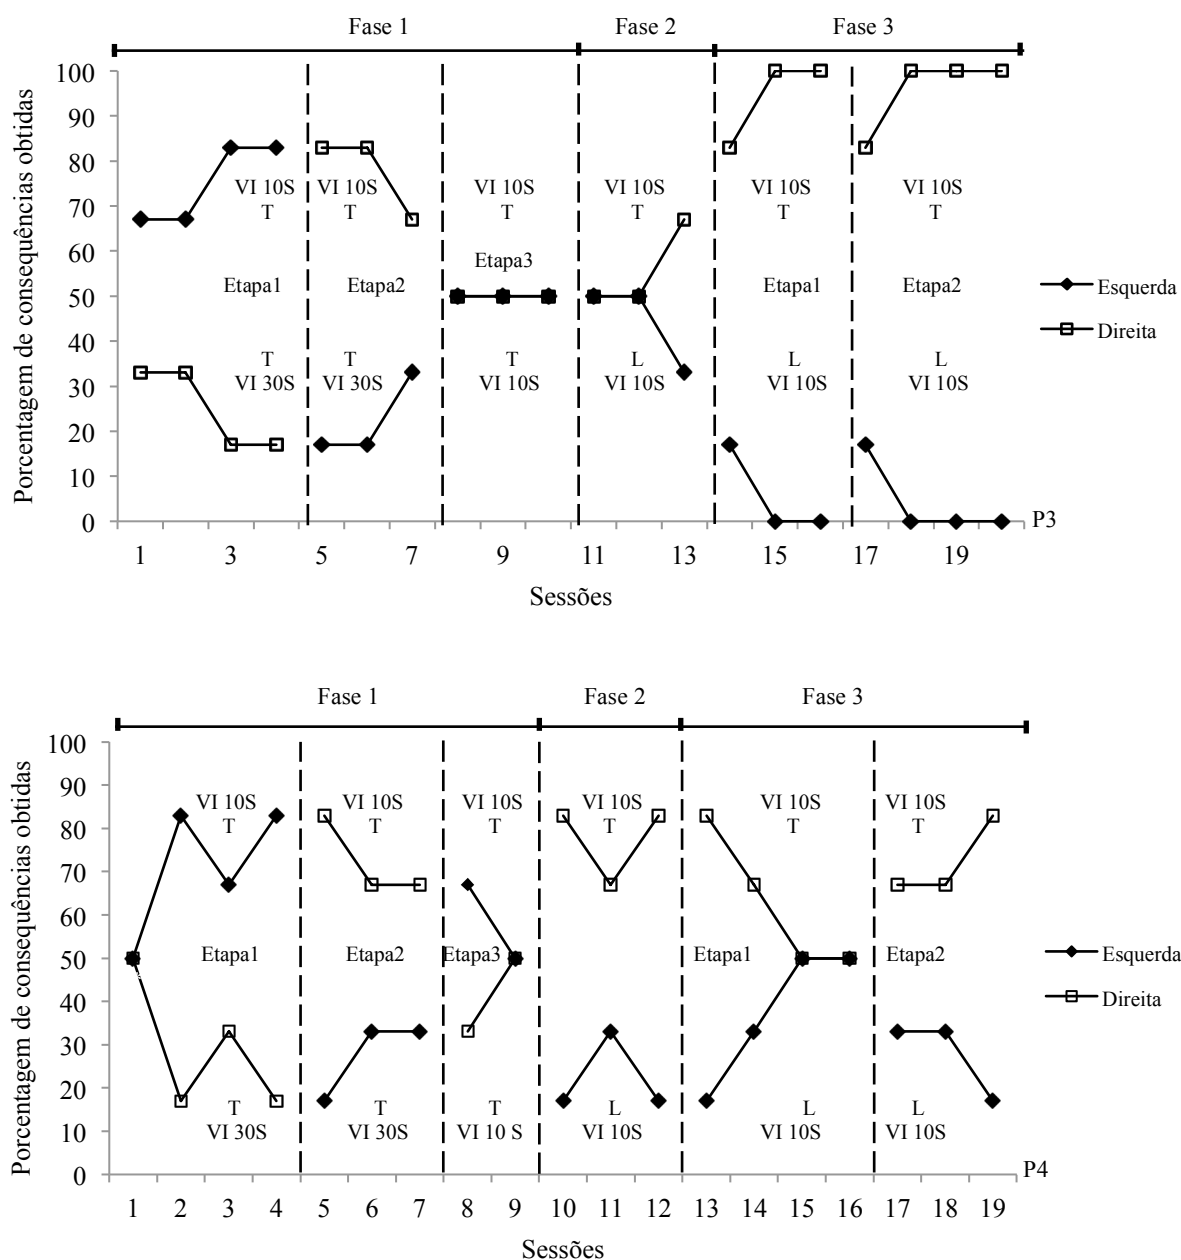 Fase 1 Fase 2 Fase 3
Porcentagem de consequências obtidas
100
90
80
70
60
50
40
30
20
10
0
VI 10S VI 10S VI 10S VI 10S VI 10S VI 10S
T T T T T T
Etapa1 Etapa2 Etapa3 Etapa1 Etapa2
T T T L L L
VI 30S VI 30S VI 10S VI 10S VI 10S VI 10S
Esquerda
Direita
P3
1 3 5 7 9 11 13 15 17 19
Sessões
Fase 1 Fase 2 Fase 3
Porcentagem de consequências obtidas
100
90
80
70
60
50
40
30
20
10
0
VI 10S VI 10S VI 10S VI 10S VI 10S VI 10S
T T T T T T
Etapa1 Etapa2 Etapa3 Etapa1 Etapa2
T T T L L L
VI 30S VI 30S VI 10 S VI 10S VI 10S VI 10S
Esquerda
Direita
P4
1 2 3 4 5 6 7 8 9 10 11 12 13 14 15 16 17 18 19
Sessões